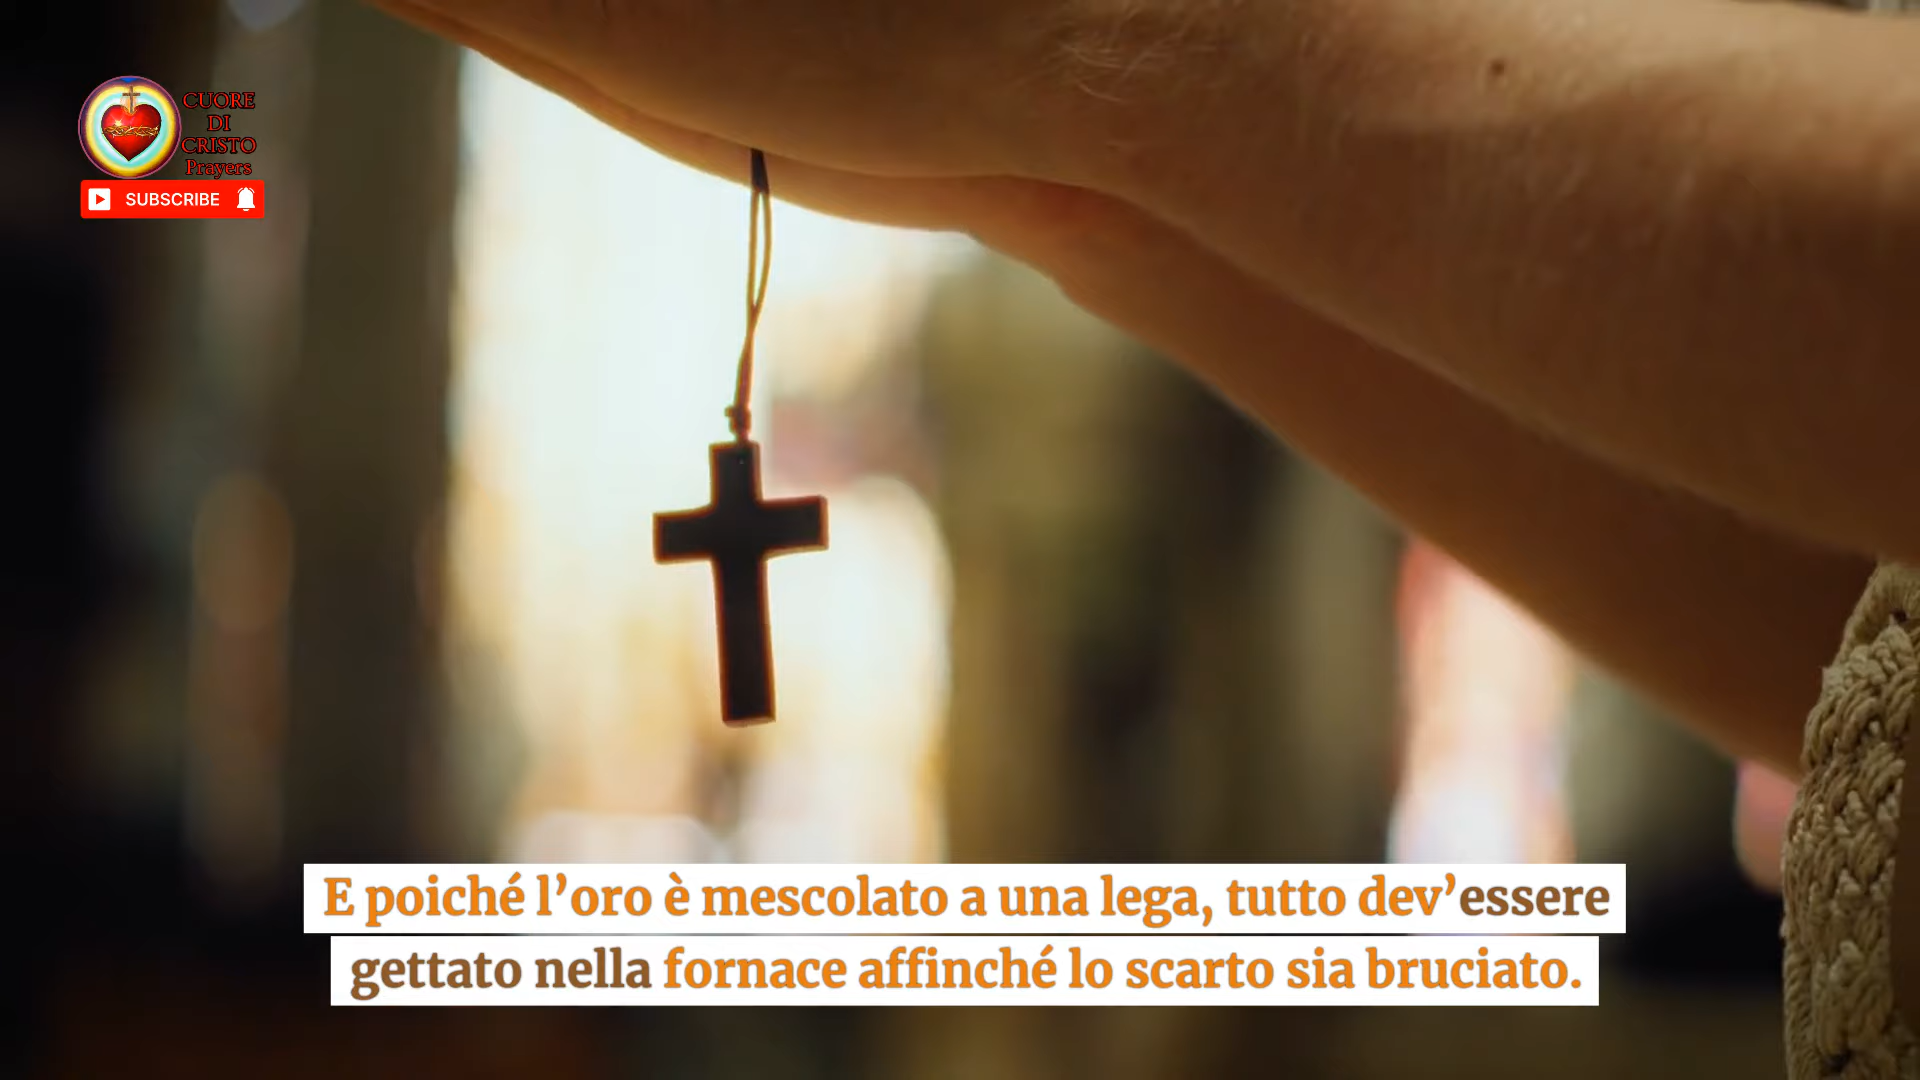 CUORE
DI
CRISTO
Prayers
SUBSCRIBE
E poiché l’oro è mescolato a una lega, tutto dev’essere
gettato nella fornace affinché lo scarto sia bruciato.